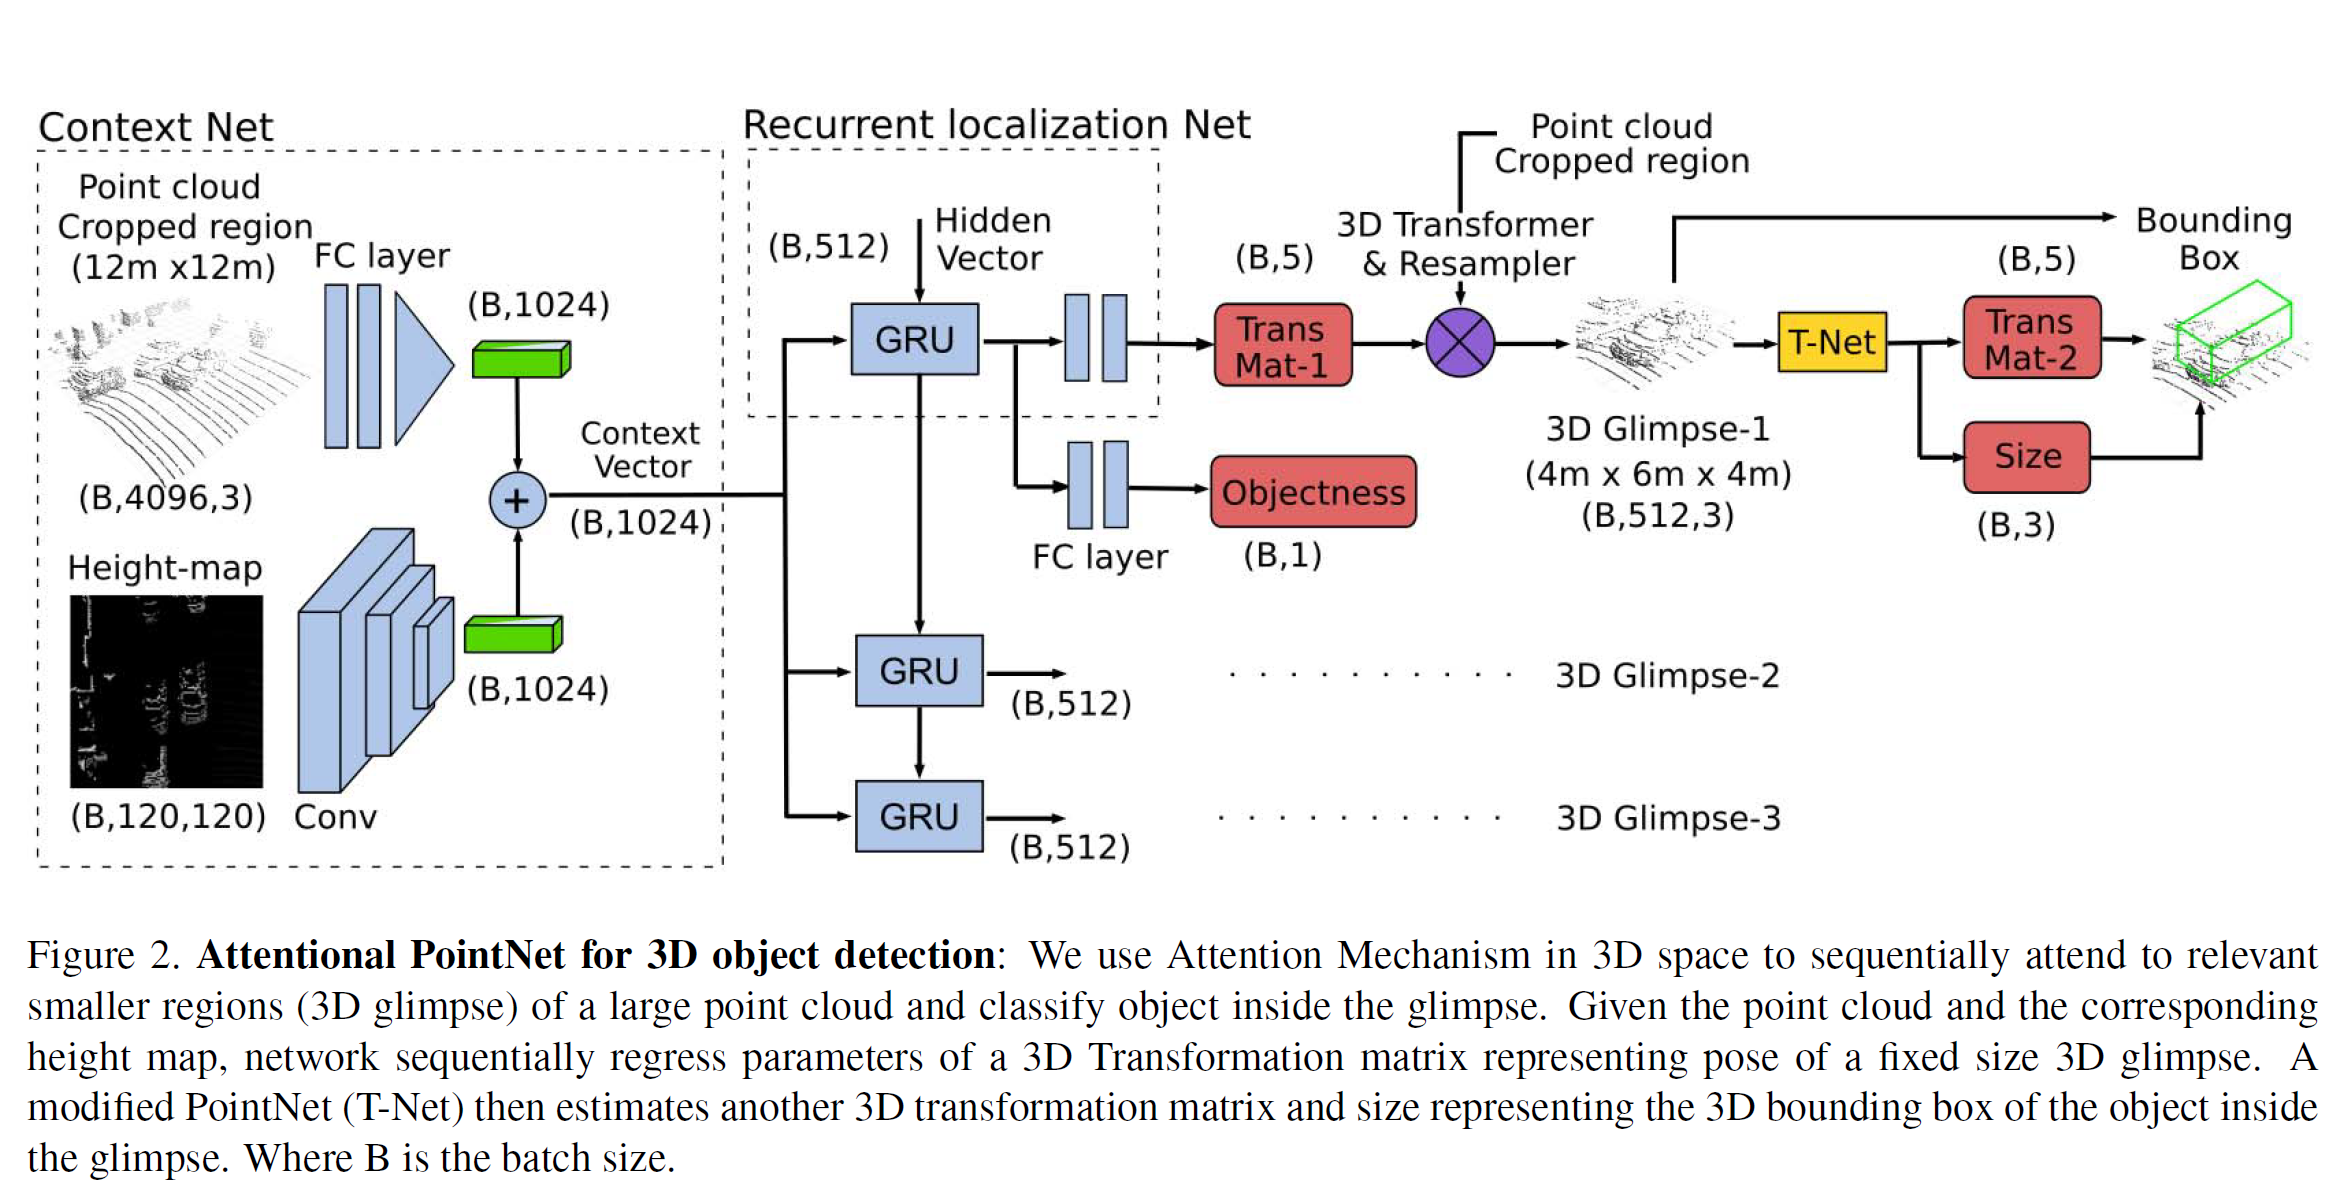 Context Net
Point cloud
Cropped region
(12m x12m)
FC layer
(B,1024)
(B,4096,3)
Height-map
(B,120,120)
Conv
(B,1024)
+
Context
Vector
(B,1024)
Recurrent localization Net
(B,512)
Hidden
Vector
GRU
FC layer
(B,5)
Trans
Mat-1
Objectness
(B,1)
Point cloud
Cropped region
3D Transformer
& Resampler
3D Glimpse-1
(4m x 6m x 4m)
(B,512,3)
T-Net
(B,5)
Trans
Mat-2
Size
(B,3)
Bounding
Box
GRU
(B,512)
. . . . . . . . . .
3D Glimpse-2
GRU
(B,512)
. . . . . . . . . .
3D Glimpse-3
Figure 2. Attentional PointNet for 3D object detection: We use Attention Mechanism in 3D space to sequentially attend to relevant
smaller regions (3D glimpse) of a large point cloud and classify object inside the glimpse. Given the point cloud and the corresponding
height map, network sequentially regress parameters of a 3D Transformation matrix representing pose of a fixed size 3D glimpse. A
modified PointNet (T-Net) then estimates another 3D transformation matrix and size representing the 3D bounding box of the object inside
the glimpse. Where B is the batch size.